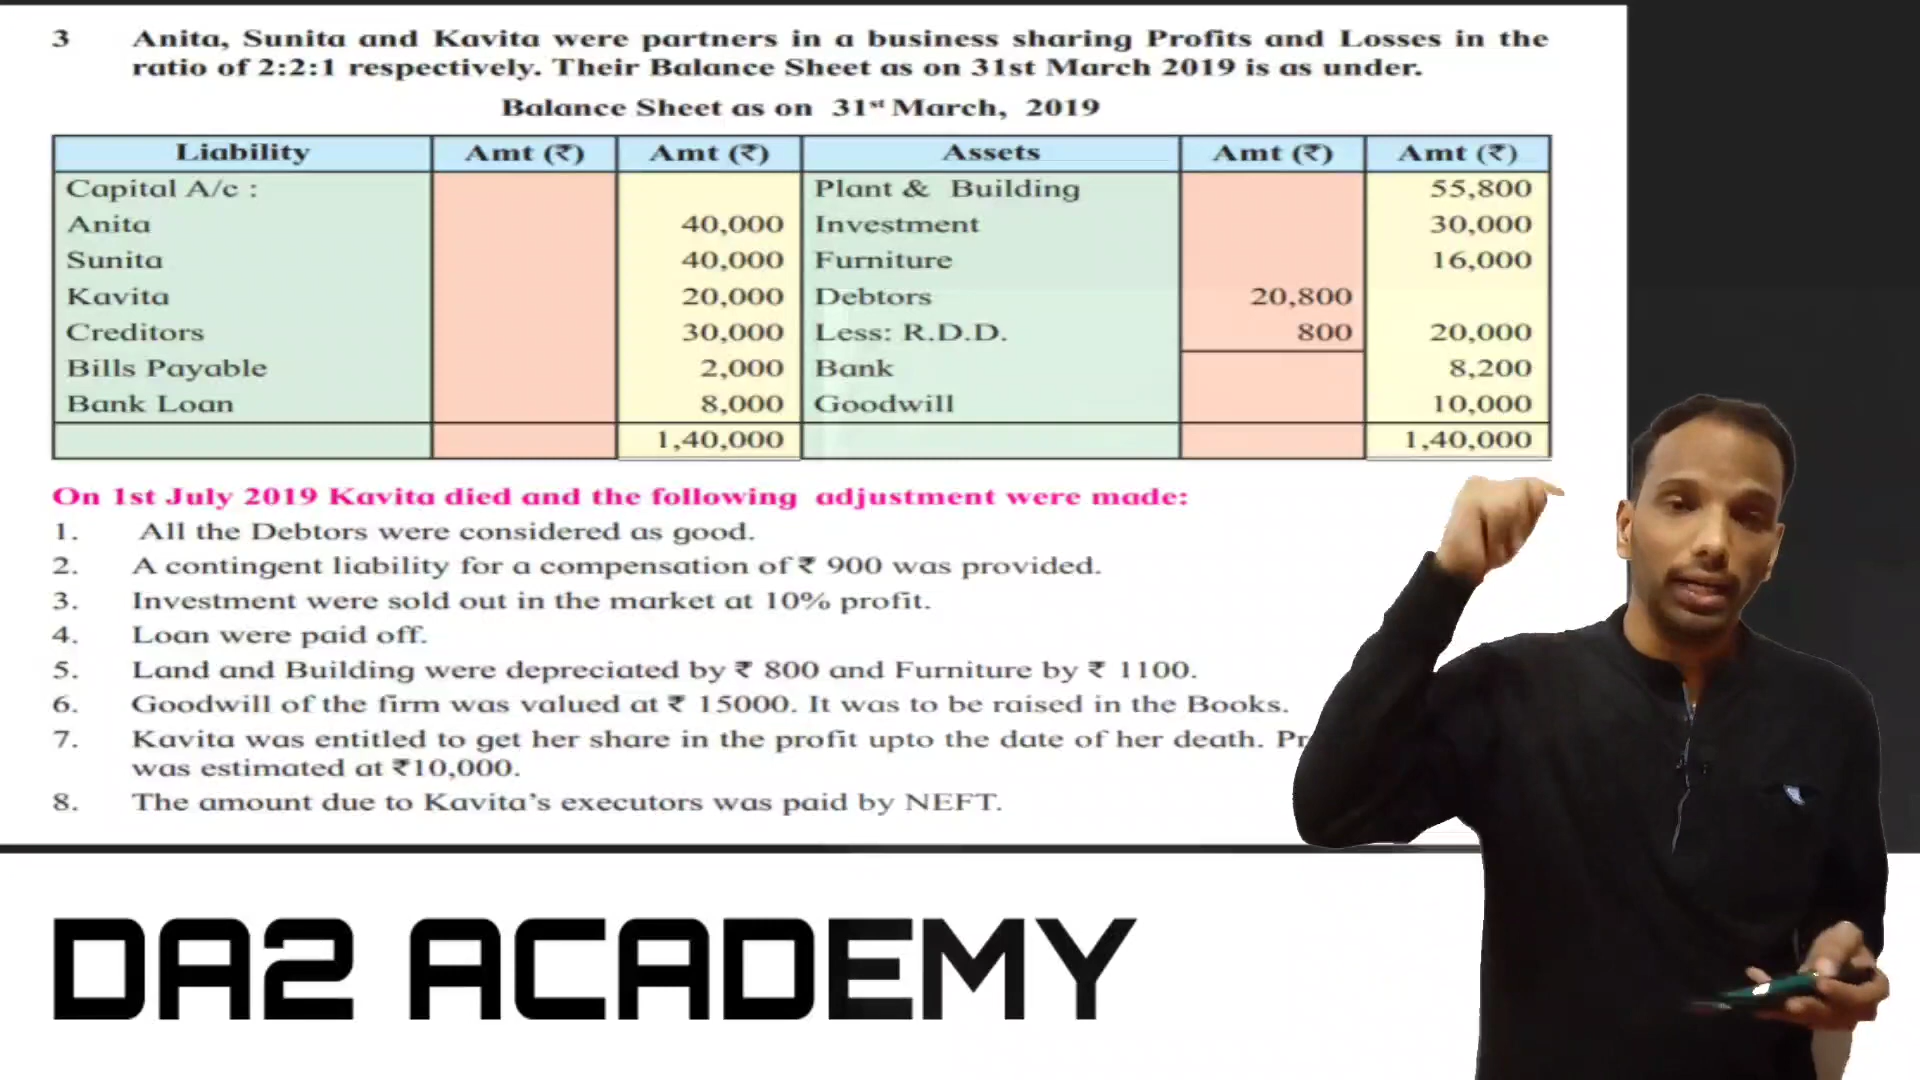 3 Anita, Sunita and Kavita were partners in a business sharing Profits and Losses in the
ratio of 2:2:1 respectively. Their Balance Sheet as on 31st March 2019 is as under.
Balance Sheet as on 31st March, 2019
Liability Amt (₹) Amt (₹) Assets Amt (₹) Amt (₹)
Capital A/c : Plant & Building 55,800
Anita 40,000 Investment 30,000
Sunita 40,000 Furniture 16,000
Kavita 20,000 Debtors 20,800
Creditors 30,000 Less: R.D.D. 800 20,000
Bills Payable 2,000 Bank 8,200
Bank Loan 8,000 Goodwill 10,000
1,40,000 1,40,000
On 1st July 2019 Kavita died and the following adjustment were made:
1. All the Debtors were considered as good.
2. A contingent liability for a compensation of ₹ 900 was provided.
3. Investment were sold out in the market at 10% profit.
4. Loan were paid off.
5. Land and Building were depreciated by ₹ 800 and Furniture by ₹ 1100.
6. Goodwill of the firm was valued at ₹ 15000. It was to be raised in the Books.
7. Kavita was entitled to get her share in the profit upto the date of her death.
was estimated at ₹10,000.
8. The amount due to Kavita's executors was paid by NEFT.
DA2 ACADEMY